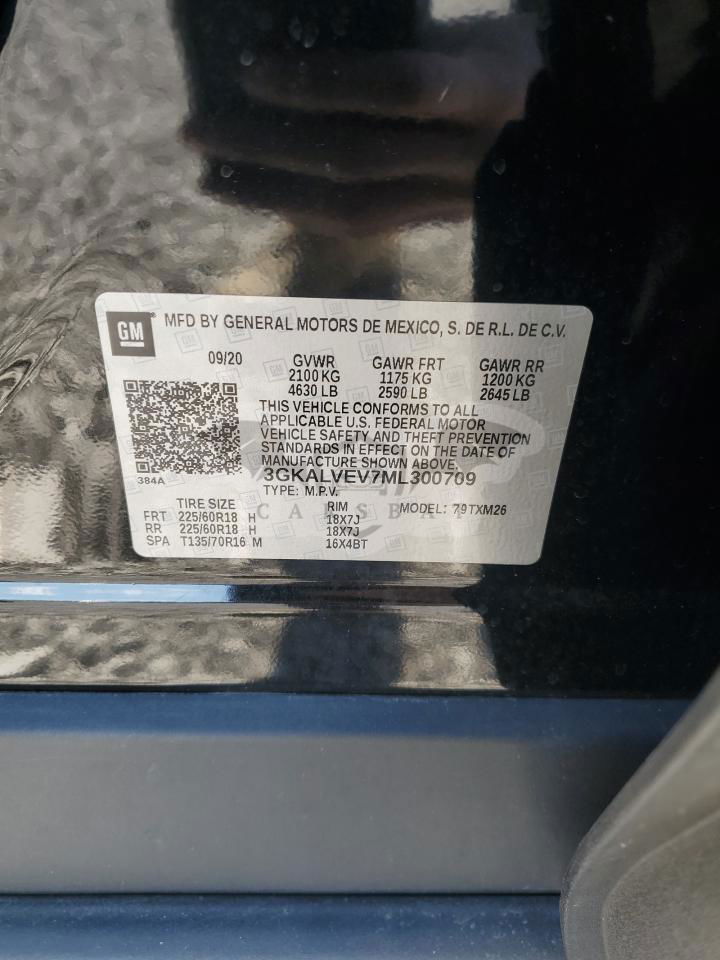 GM ® MFD BY GENERAL MOTORS DE MEXICO, S. DE R.L. DE C.V.
09/20 GVWR GAWR FRT GAWR RR
2100 KG 1175 KG 1200 KG
4630 LB 2590 LB 2645 LB
THIS VEHICLE CONFORMS TO ALL
APPLICABLE U.S. FEDERAL MOTOR
VEHICLE SAFETY AND THEFT PREVENTION
STANDARDS IN EFFECT ON THE DATE OF
MANUFACTURE SHOWN ABOVE.
384A 3GKALVEV7ML300709
TYPE: M.P.V. MODEL: 79TXM26
TIRE SIZE RIM
FRT 225/60R18 H 18X7J
RR 225/60R18 H 18X7J
SPA T135/70R16 M 16X4BT